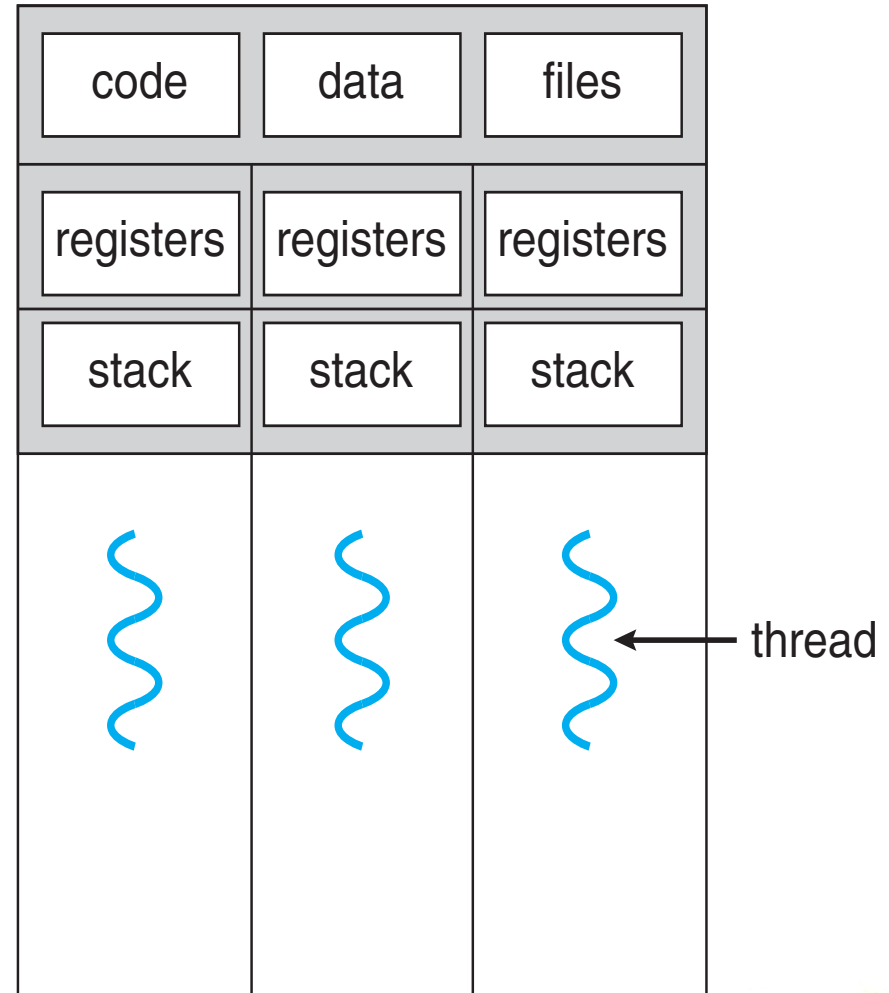 code data files
registers registers registers
stack stack stack
thread